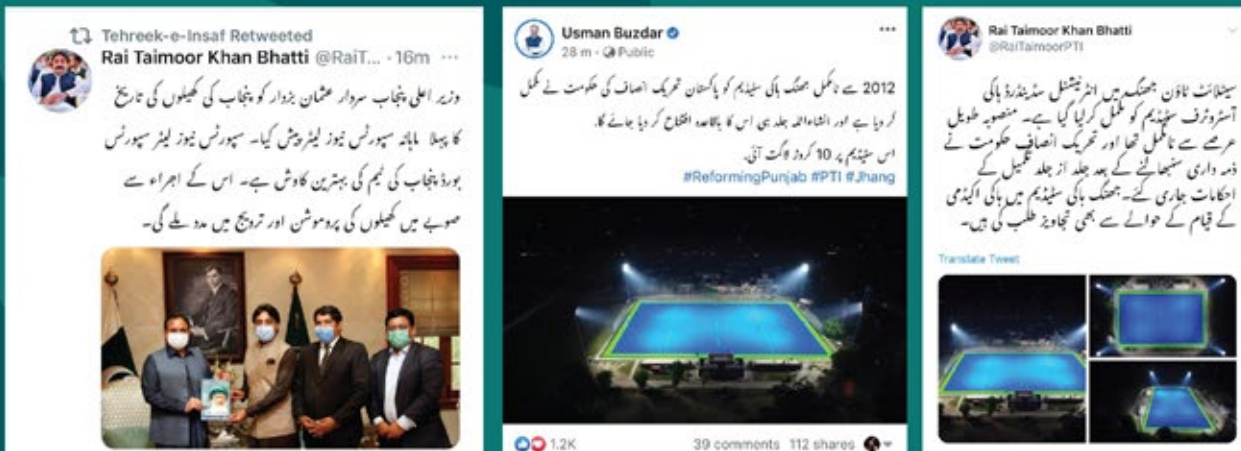 Tehreek-e-Insaf Retweeted
Rai Taimoor Khan Bhatti @RaiT... · 16m ···
وزیر اعلی پنجاب سردار عثمان بزدار کو پنجاب کی کھیلوں کی تاریخ
کا پہلا ماہانہ سپورٹس نیوز لیٹر پیش کیا۔ سپورٹس نیوز لیٹر سپورٹس
بورڈ پنجاب کی ٹیم کی بہترین کاوش ہے۔ اس کے اجراء سے
صوبے میں کھیلوں کی پروموشن اور ترویج میں مدد ملے گی۔
Usman Buzdar
28 m · Public
2012 سے نامکمل جھنگ ہاکی سٹیڈیم کو پاکستان تحریک انصاف کی حکومت نے مکمل
کر دیا ہے اور انشاءاللہ جلد ہی اس کا باقاعدہ افتتاح کر دیا جائے گا.
اس سٹیڈیم پر 10 کروڑ لاگت آئی.
#ReformingPunjab #PTI #Jhang
1.2K
39 comments 112 shares
Rai Taimoor Khan Bhatti
@RaiTaimoorPTI
سیٹلائٹ ٹاؤن جھنگ میں انٹرنیشنل سٹینڈرڈ ہاکی
آسٹروٹرف سٹیڈیم کو مکمل کرلیا گیا ہے۔ منصوبہ طویل
عرصے سے نامکمل تھا اور تحریک انصاف حکومت نے
ذمہ داری سنبھالنے کے بعد جلد از جلد تکمیل کے
احکامات جاری کئے۔ جھنگ ہاکی سٹیڈیم میں ہاکی اکیڈمی
کے قیام کے حوالے سے بھی تجاویز طلب کی ہیں۔
Translate Tweet